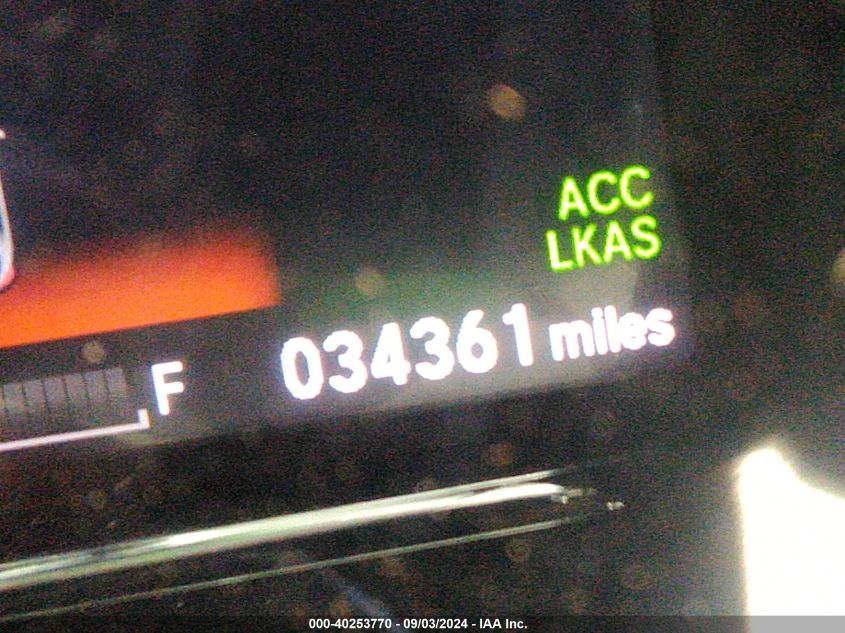 ACC
LKAS
034361 miles
F
000-40253770 - 09/03/2024 - IAA Inc.